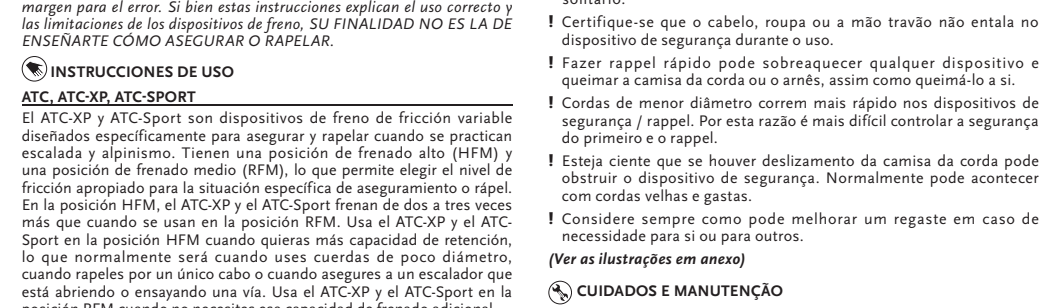 margen para el error. Si bien estas instrucciones explican el uso correcto y
las limitaciones de los dispositivos de freno, SU FINALIDAD NO ES LA DE
ENSEÑARTE CÓMO ASEGURAR O RAPELAR.
INSTRUCCIONES DE USO
ATC, ATC-XP, ATC-SPORT
El ATC-XP y ATC-Sport son dispositivos de freno de fricción variable
diseñados específicamente para asegurar y rapelar cuando se practican
escalada y alpinismo. Tienen una posición de frenado alto (HFM) y
una posición de frenado medio (RFM), lo que permite elegir el nivel de
fricción apropiado para la situación específica de aseguramiento o rápel.
En la posición HFM, el ATC-XP y el ATC-Sport frenan de dos a tres veces
más que cuando se usan en la posición RFM. Usa el ATC-XP y el ATC-
Sport en la posición HFM cuando quieras más capacidad de retención,
lo que normalmente será cuando uses cuerdas de poco diámetro,
cuando rapeles por un único cabo o cuando asegures a un escalador que
está abriendo o ensayando una vía. Usa el ATC-XP y el ATC-Sport en la
posición RFM cuando no necesites esa capacidad de frenado adicional.
solitário.
! Certifique-se que o cabelo, roupa ou a mão travão não entala no
dispositivo de segurança durante o uso.
! Fazer rappel rápido pode sobreaquecer qualquer dispositivo e
queimar a camisa da corda ou o arnês, assim como queimá-lo a si.
! Cordas de menor diâmetro correm mais rápido nos dispositivos de
segurança / rappel. Por esta razão é mais difícil controlar a segurança
do primeiro e o rappel.
! Esteja ciente que se houver deslizamento da camisa da corda pode
obstruir o dispositivo de segurança. Normalmente pode acontecer
com cordas velhas e gastas.
! Considere sempre como pode melhorar um regaste em caso de
necessidade para si ou para outros.
(Ver as ilustrações em anexo)
CUIDADOS E MANUTENÇÃO